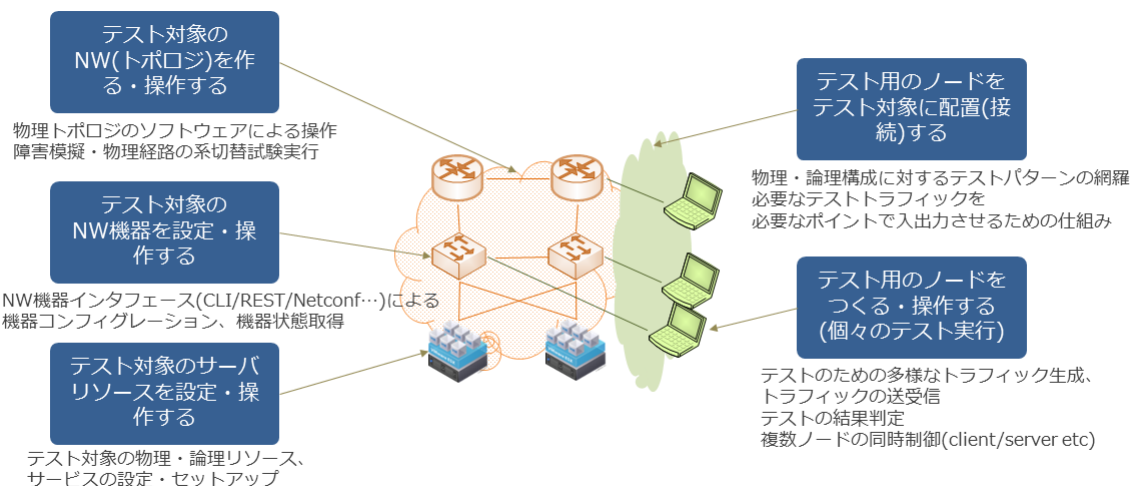 テスト対象の
NW(トポロジ)を作
る・操作する
物理トポロジのソフトウェアによる操作
障害模擬・物理経路の系切替試験実行
テスト対象の
NW機器を設定・操
作する
NW機器インタフェース(CLI/REST/Netconf…)による
機器コンフィグレーション、機器状態取得
テスト対象のサーバ
リソースを設定・操
作する
テスト対象の物理・論理リソース、
サービスの設定・セットアップ
テスト用のノードを
テスト対象に配置(接
続)する
物理・論理構成に対するテストパターンの網羅
必要なテストトラフィックを
必要なポイントで入出力させるための仕組み
テスト用のノードを
つくる・操作する
(個々のテスト実行)
テストのための多様なトラフィック生成、
トラフィックの送受信
テストの結果判定
複数ノードの同時制御(client/server etc)